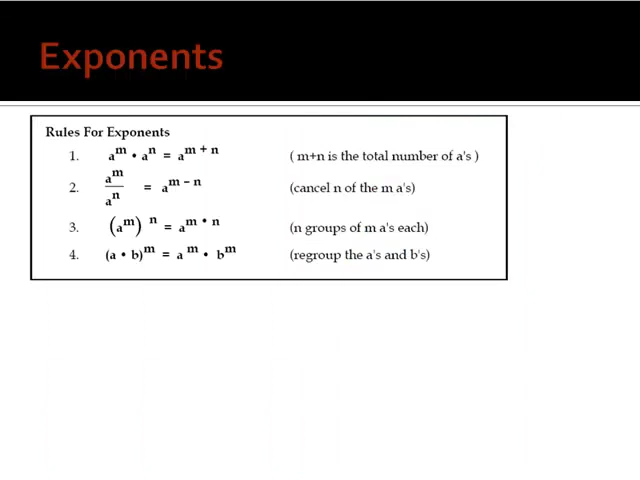 Exponents
Rules For Exponents
1. a^m • a^n = a^(m + n) ( m+n is the total number of a's )
2. a^m / a^n = a^(m − n) (cancel n of the m a's)
3. (a^m)^n = a^(m • n) (n groups of m a's each)
4. (a • b)^m = a^m • b^m (regroup the a's and b's)